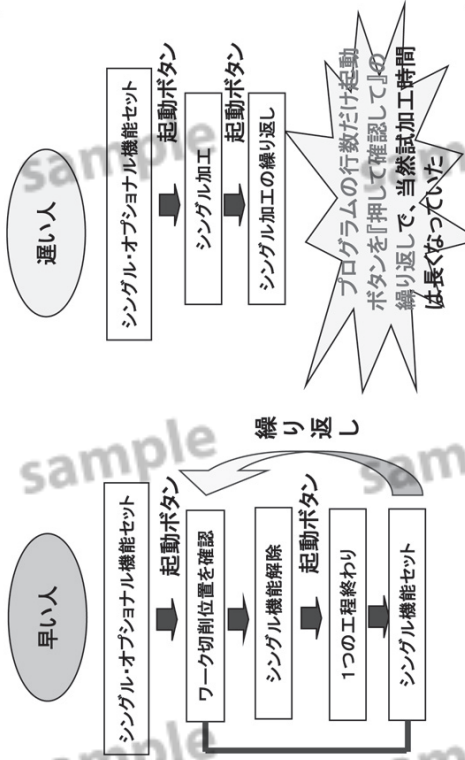 早い人
シングル・オプショナル機能セット
起動ボタン
ワーク切削位置を確認
シングル機能解除
起動ボタン
1つの工程終わり
シングル機能セット
繰り返し
遅い人
シングル・オプショナル機能セット
起動ボタン
シングル加工
起動ボタン
シングル加工の繰り返し
プログラムの行数だけ起動
ボタンを『押して確認して』の
繰り返しで、当然試加工時間
は長くなっていた
sample
sample
sample
sample
sample
sample